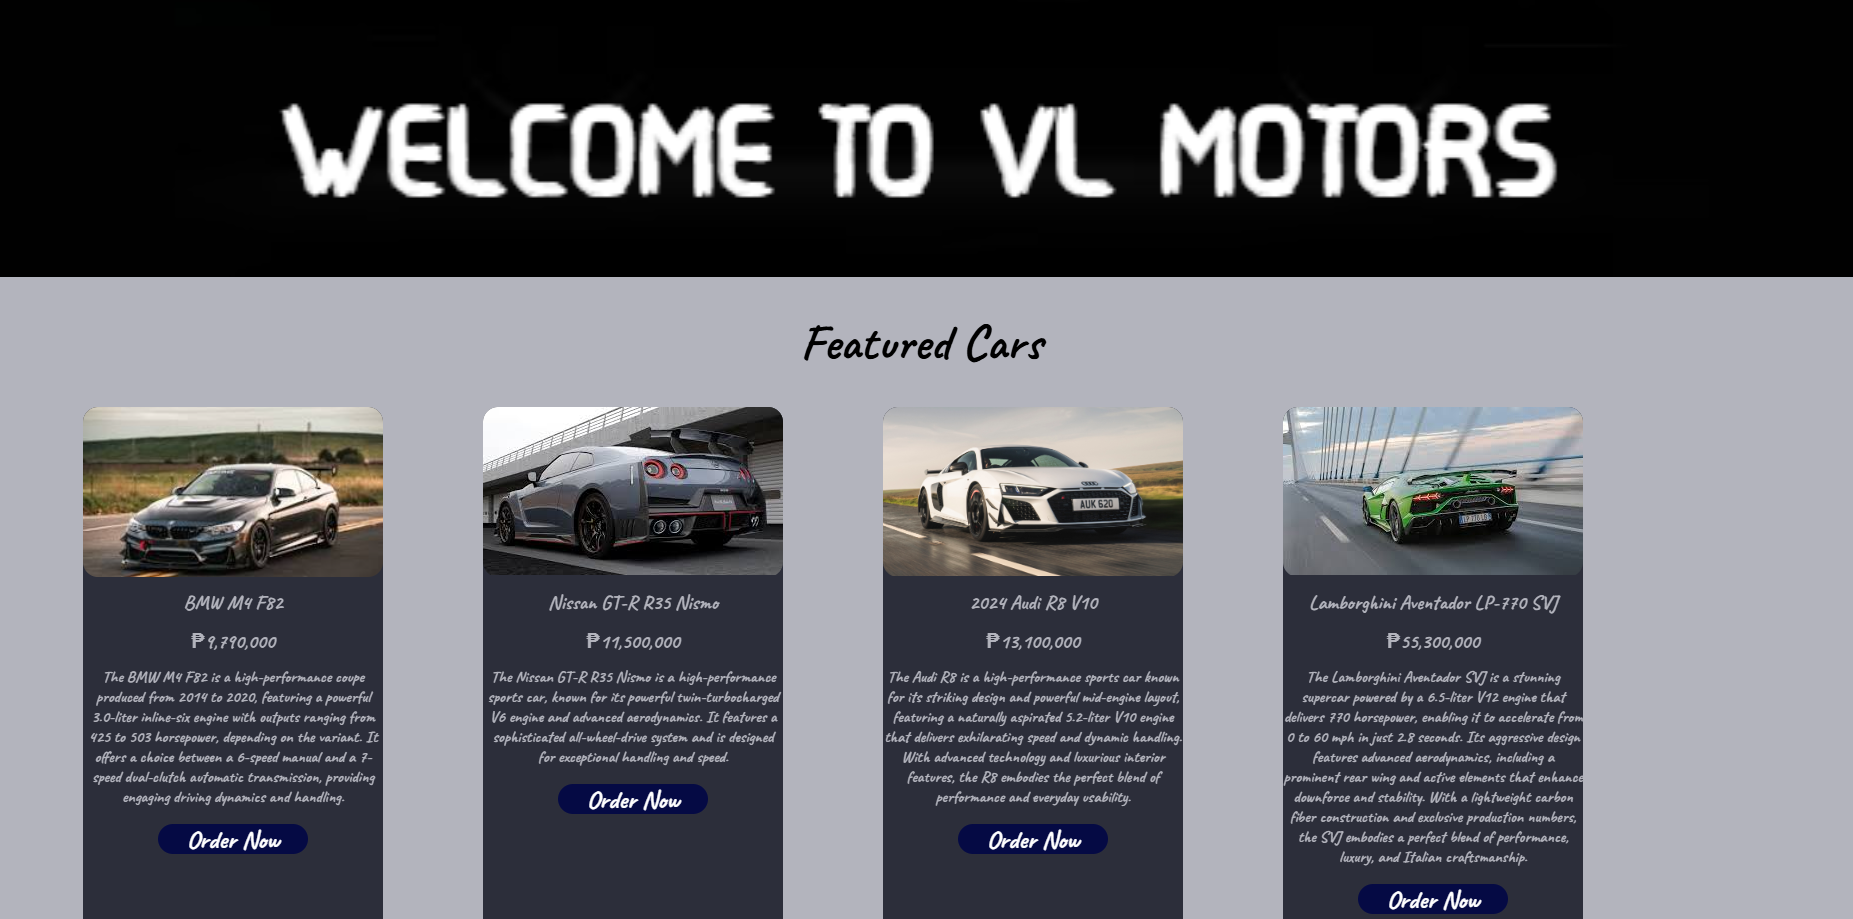 WELCOME TO VL MOTORS
Featured Cars
BMW M4 F82
₱9,790,000
The BMW M4 F82 is a high-performance coupe
produced from 2014 to 2020, featuring a powerful
3.0-liter inline-six engine with outputs ranging from
425 to 503 horsepower, depending on the variant. It
offers a choice between a 6-speed manual and a 7-
speed dual-clutch automatic transmission, providing
engaging driving dynamics and handling.
Order Now
Nissan GT-R R35 Nismo
₱11,500,000
The Nissan GT-R R35 Nismo is a high-performance
sports car, known for its powerful twin-turbocharged
V6 engine and advanced aerodynamics. It features a
sophisticated all-wheel-drive system and is designed
for exceptional handling and speed.
Order Now
AUK 620
2024 Audi R8 V10
₱13,100,000
The Audi R8 is a high-performance sports car known
for its striking design and powerful mid-engine layout,
featuring a naturally aspirated 5.2-liter V10 engine
that delivers exhilarating speed and dynamic handling.
With advanced technology and luxurious interior
features, the R8 embodies the perfect blend of
performance and everyday usability.
Order Now
Lamborghini Aventador LP-770 SVJ
₱55,300,000
The Lamborghini Aventador SVJ is a stunning
supercar powered by a 6.5-liter V12 engine that
delivers 770 horsepower, enabling it to accelerate from
0 to 60 mph in just 2.8 seconds. Its aggressive design
features advanced aerodynamics, including a
prominent rear wing and active elements that enhance
downforce and stability. With a lightweight carbon
fiber construction and exclusive production numbers,
the SVJ embodies a perfect blend of performance,
luxury, and Italian craftsmanship.
Order Now